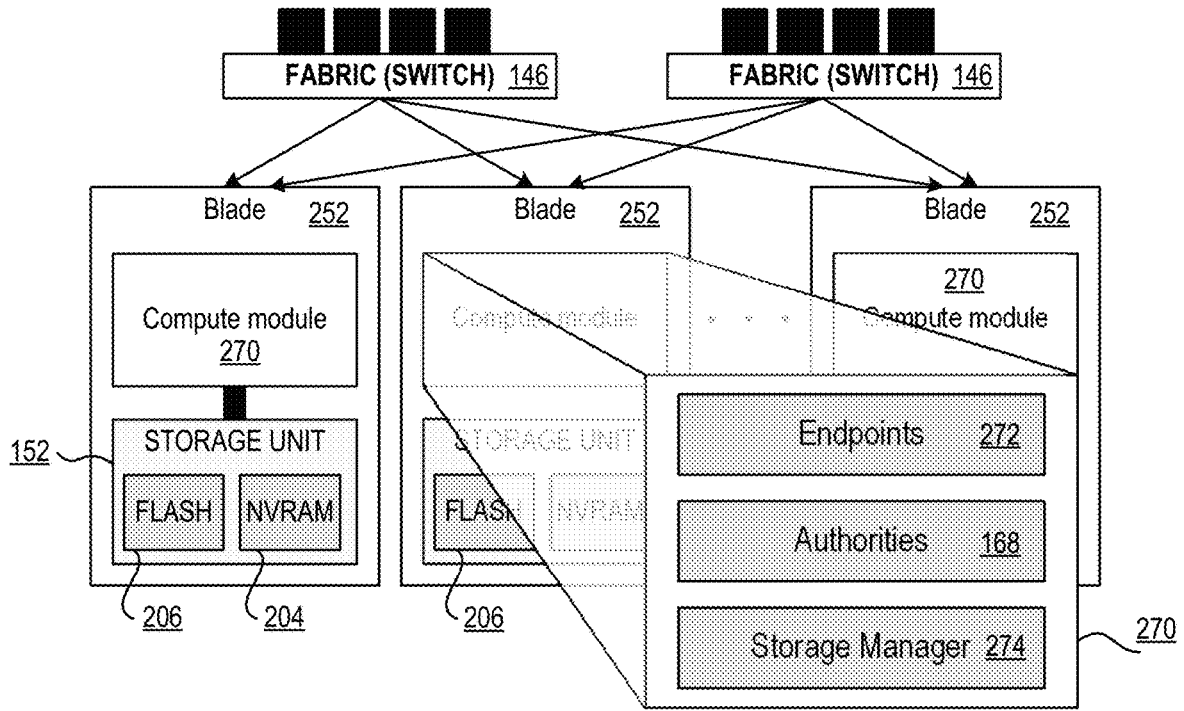 FABRIC (SWITCH) 146
FABRIC (SWITCH) 146
Blade 252
Blade 252
Blade 252
Compute module
270
Compute module
270
Compute module
STORAGE UNIT
152
FLASH
NVRAM
206
204
STORAGE UNIT
FLASH
NVRAM
206
Endpoints 272
Authorities 168
Storage Manager 274
270